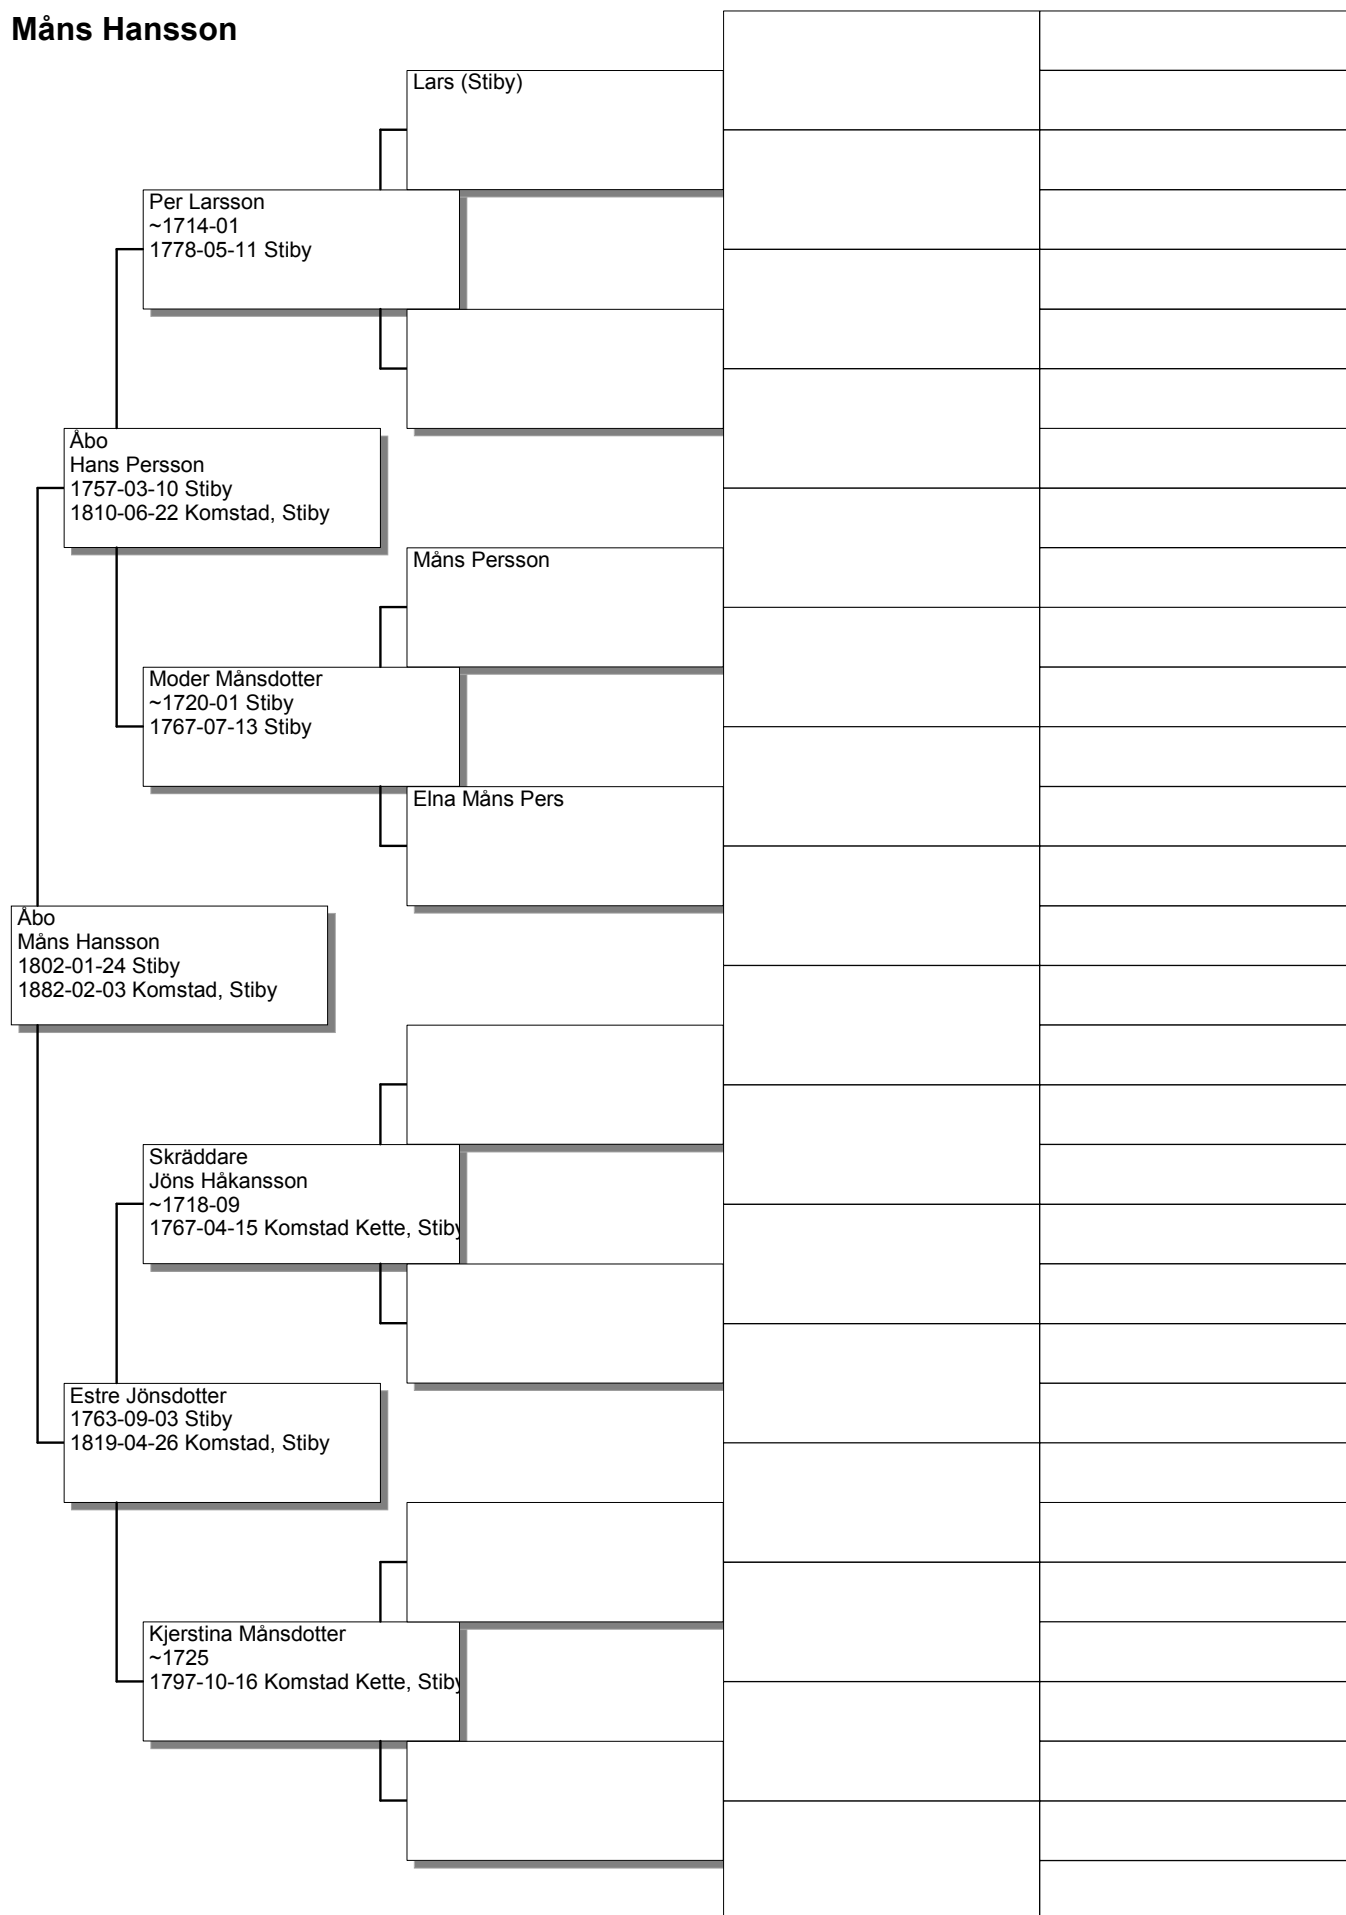 Måns Hansson
Lars (Stiby)
Per Larsson
~1714-01
1778-05-11 Stiby
Åbo
Hans Persson
1757-03-10 Stiby
1810-06-22 Komstad, Stiby
Måns Persson
Moder Månsdotter
~1720-01 Stiby
1767-07-13 Stiby
Elna Måns Pers
Åbo
Måns Hansson
1802-01-24 Stiby
1882-02-03 Komstad, Stiby
Skräddare
Jöns Håkansson
~1718-09
1767-04-15 Komstad Kette, Stiby
Estre Jönsdotter
1763-09-03 Stiby
1819-04-26 Komstad, Stiby
Kjerstina Månsdotter
~1725
1797-10-16 Komstad Kette, Stiby